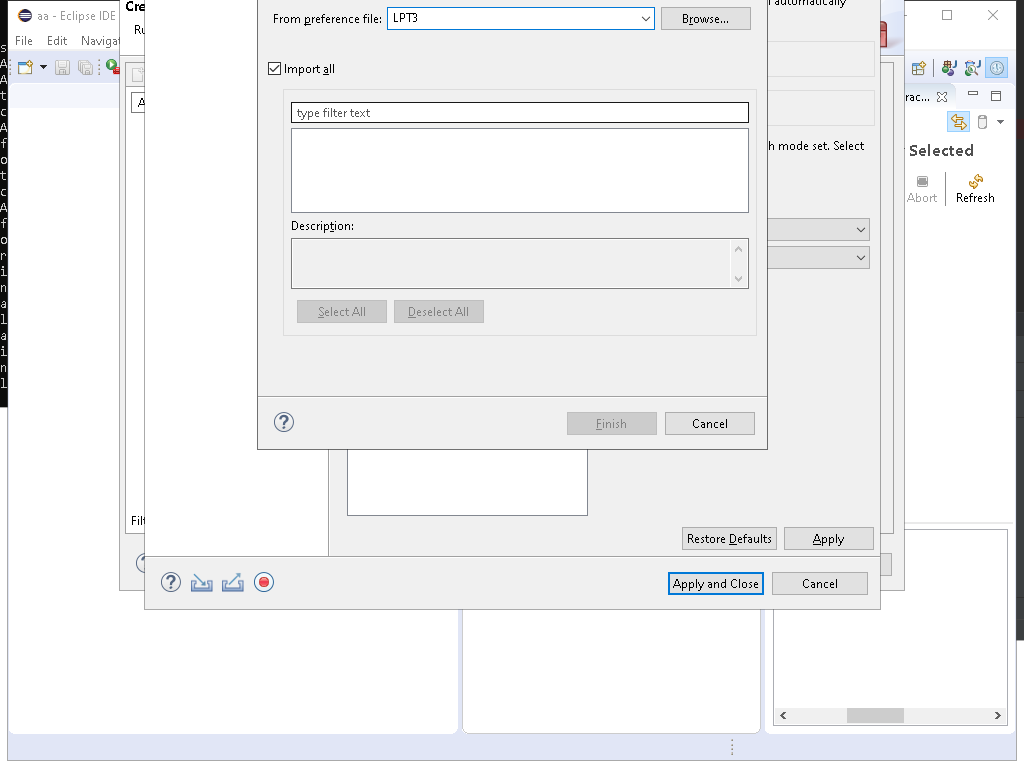 aa - Eclipse IDE
Cre
Ru
File Edit Navigat
From preference file: LPT3 Browse...
automatically
Import all
type filter text
h mode set. Select
Description:
Select All Deselect All
Finish Cancel
Filt
Restore Defaults Apply
Apply and Close Cancel
rac...
Selected
Abort Refresh
s
A
A
t
c
A
f
o
t
c
A
f
o
r
i
n
a
l
a
i
n
l